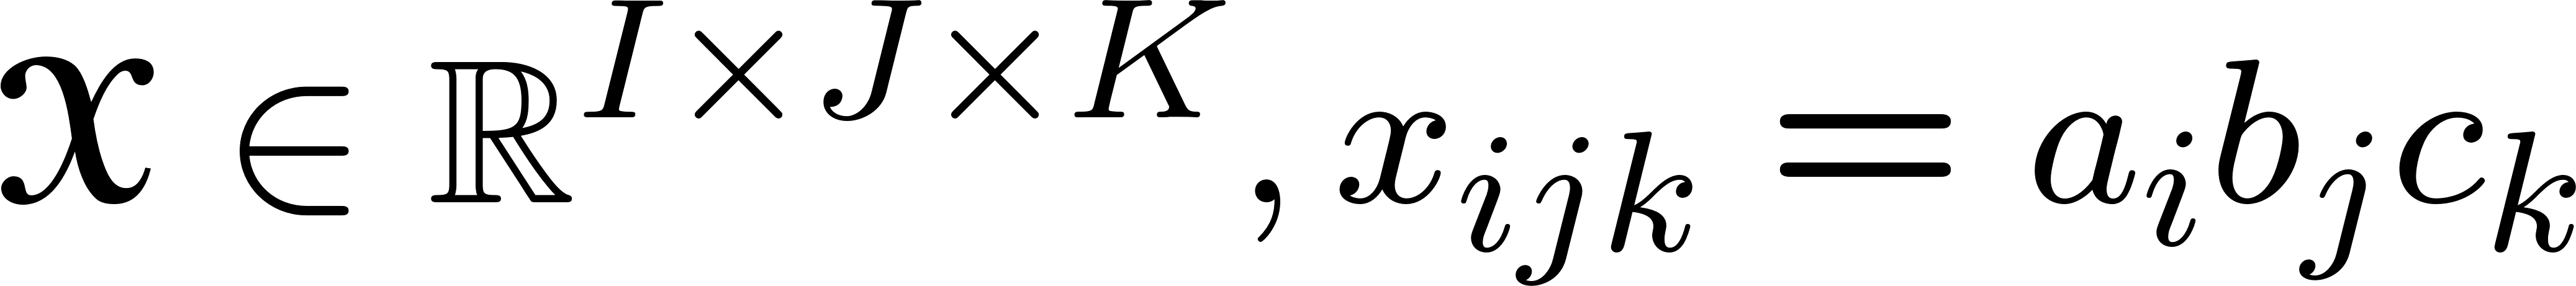 𝒳 ∈ ℝ^{I×J×K}, x_{ijk} = a_i b_j c_k